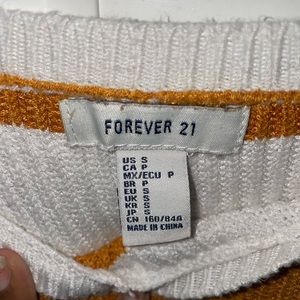 FOREVER 21
US S
CA P
MX/ECU P
BR P
EU S
UK S
KR S
JP S
CN 160/84A
MADE IN CHINA